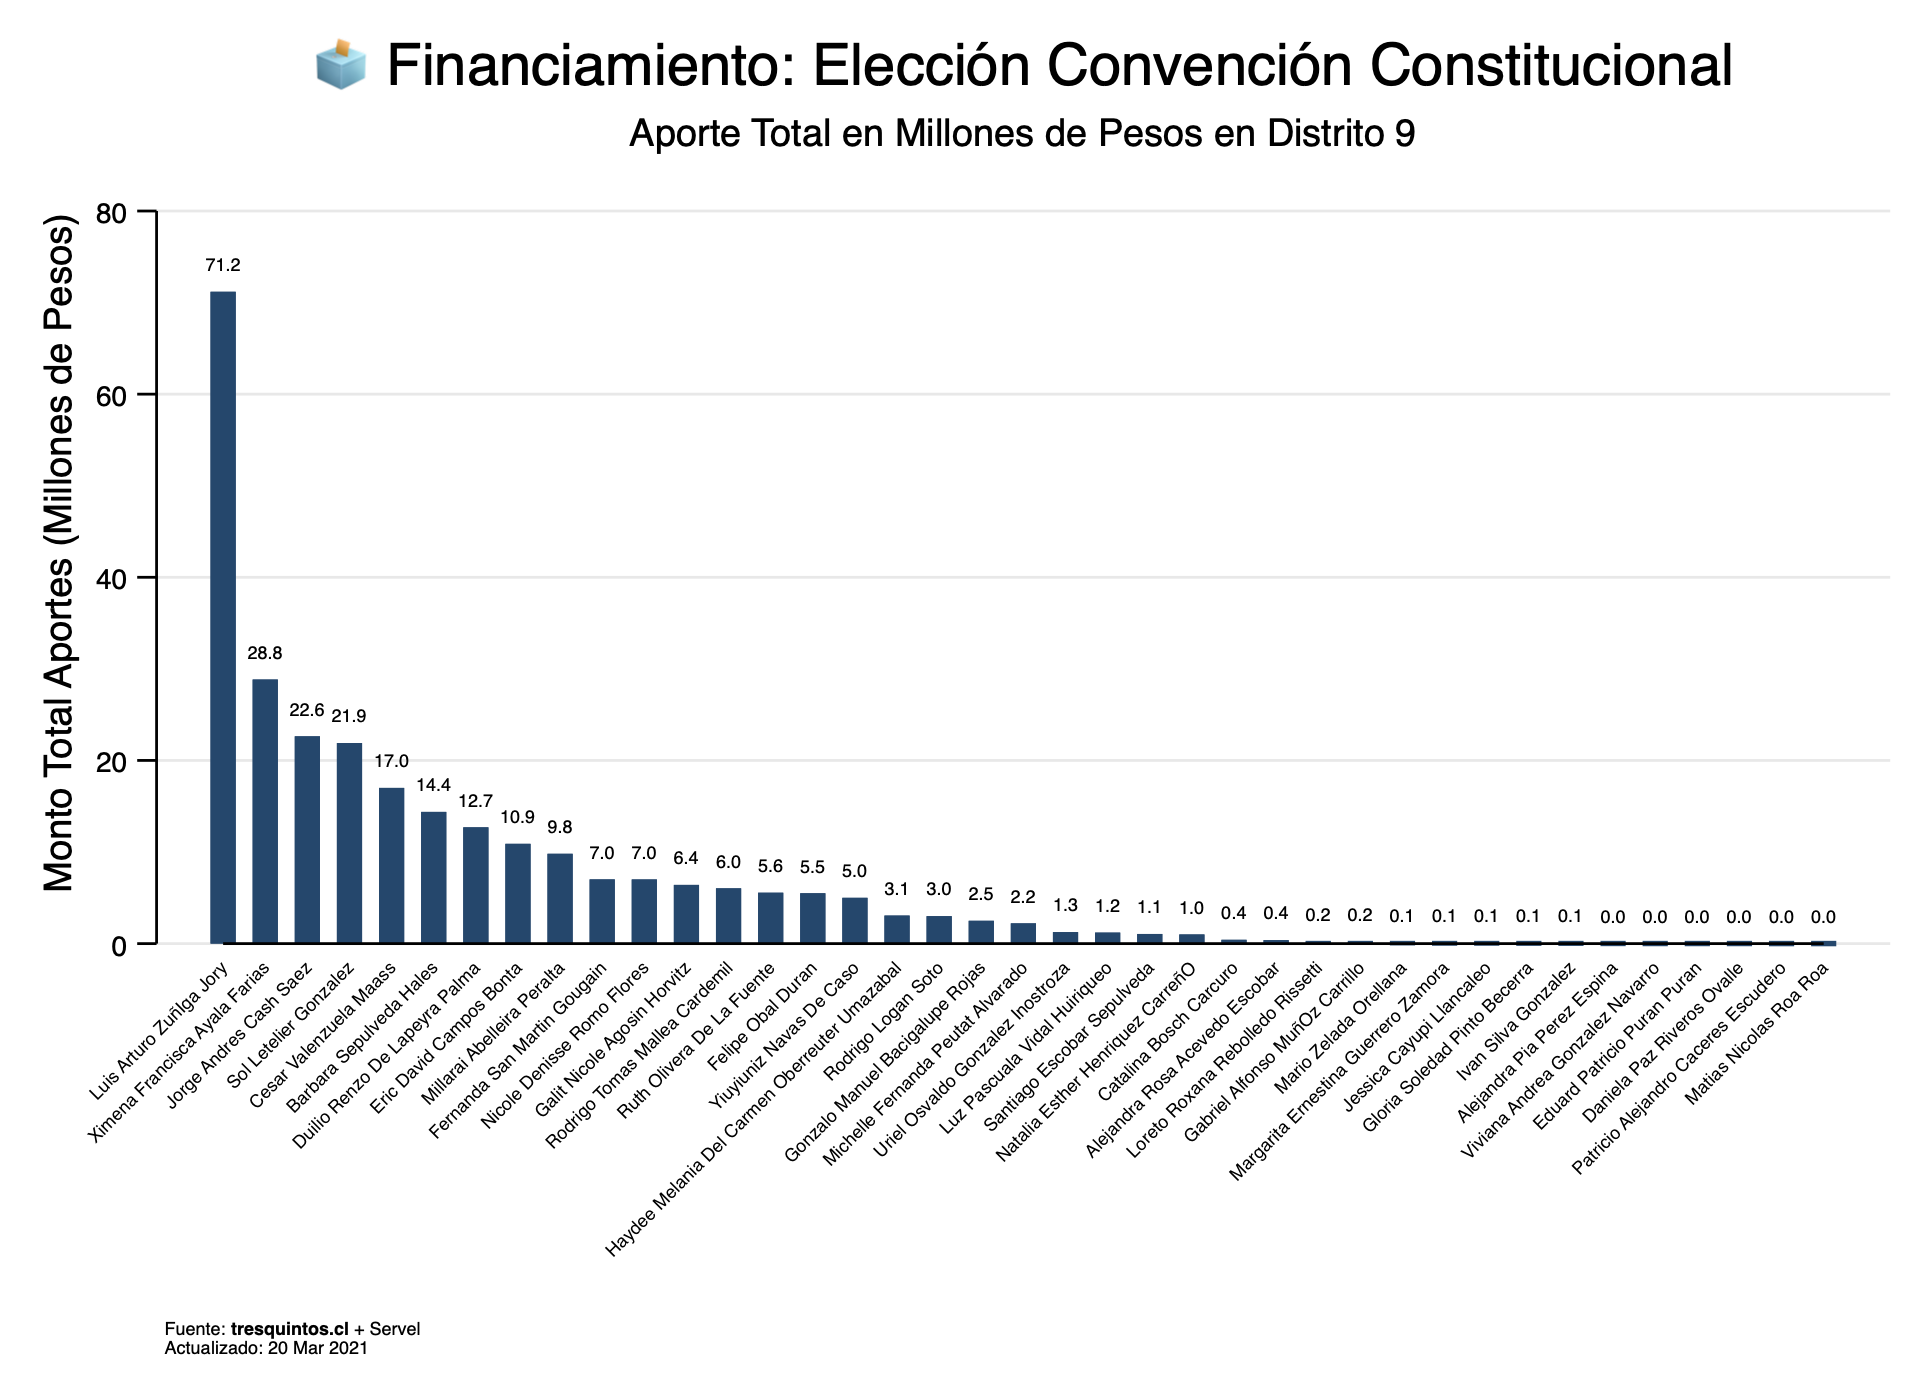 Financiamiento: Elección Convención Constitucional
Aporte Total en Millones de Pesos en Distrito 9
Monto Total Aportes (Millones de Pesos)
80
60
40
20
0
71.2
28.8
22.6
21.9
17.0
14.4
12.7
10.9
9.8
7.0
7.0
6.4
6.0
5.6
5.5
5.0
3.1
3.0
2.5
2.2
1.3
1.2
1.1
1.0
0.4
0.4
0.2
0.2
0.1
0.1
0.1
0.1
0.1
0.0
0.0
0.0
0.0
0.0
0.0
Luis Arturo Zuñilga Jory
Ximena Francisca Ayala Farias
Jorge Andres Cash Saez
Sol Letelier Gonzalez
Cesar Valenzuela Maass
Barbara Sepulveda Hales
Duilio Renzo De Lapeyra Palma
Eric David Campos Bonta
Millarai Abelleira Peralta
Fernanda San Martin Gougain
Nicole Denisse Romo Flores
Galit Nicole Agosin Horvitz
Rodrigo Tomas Mallea Cardemil
Ruth Olivera De La Fuente
Felipe Obal Duran
Yiuyiuniz Navas De Caso
Haydee Melania Del Carmen Oberreuter Umazabal
Rodrigo Logan Soto
Gonzalo Manuel Bacigalupe Rojas
Michelle Fernanda Peutat Alvarado
Uriel Osvaldo Gonzalez Inostroza
Luz Pascuala Vidal Huiriqueo
Santiago Escobar Sepulveda
Natalia Esther Henriquez CarreñO
Catalina Bosch Carcuro
Alejandra Rosa Acevedo Escobar
Loreto Roxana Rebolledo Rissetti
Gabriel Alfonso MuñOz Carrillo
Mario Zelada Orellana
Margarita Ernestina Guerrero Zamora
Jessica Cayupi Llancaleo
Gloria Soledad Pinto Becerra
Ivan Silva Gonzalez
Alejandra Pia Perez Espina
Viviana Andrea Gonzalez Navarro
Eduard Patricio Puran Puran
Daniela Paz Riveros Ovalle
Patricio Alejandro Caceres Escudero
Matias Nicolas Roa Roa
Fuente: tresquintos.cl + Servel
Actualizado: 20 Mar 2021